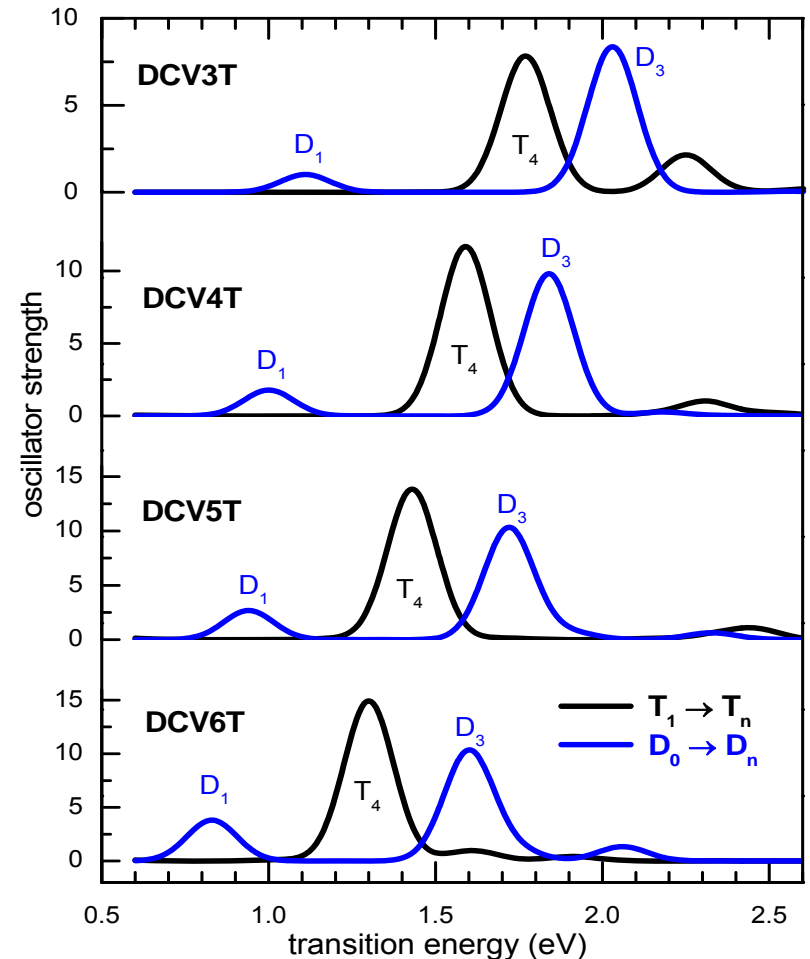 10
DCV3T
D₃
5
D₁
T₄
0
10
D₃
DCV4T
5
D₁
T₄
0
oscillator strength
15
D₃
DCV5T
10
5
D₁
T₄
0
15
DCV6T
T₁ → Tₙ
D₃
D₀ → Dₙ
10
D₁
T₄
5
0
0.5 1.0 1.5 2.0 2.5
transition energy (eV)